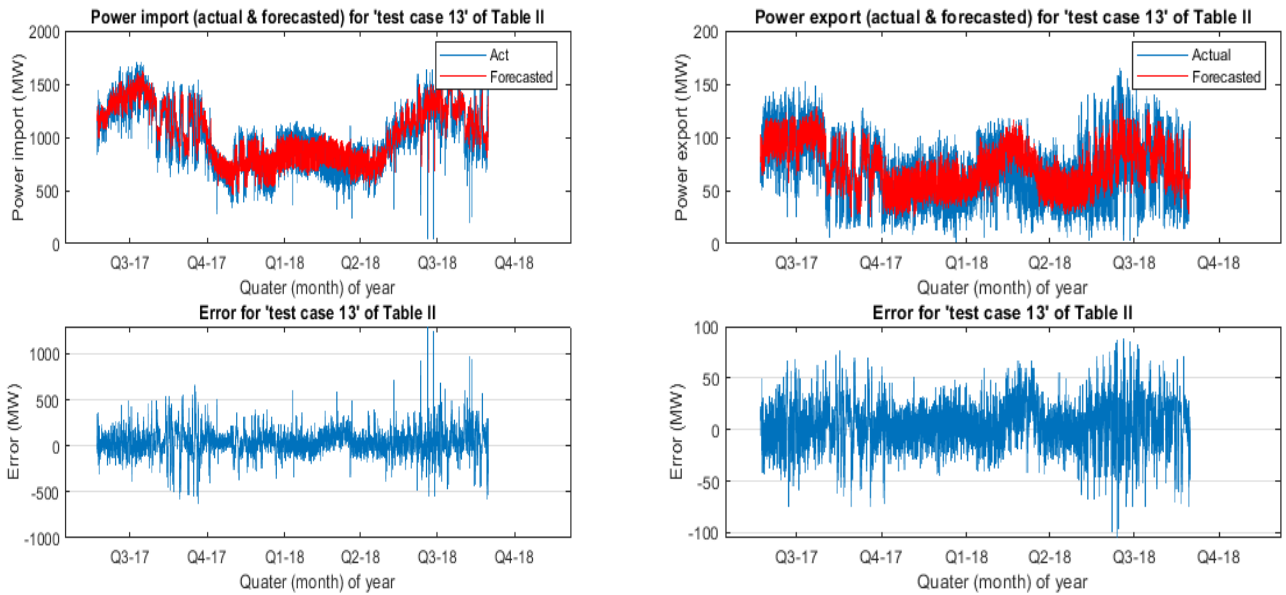 Power import (actual & forecasted) for 'test case 13' of Table II
Power import (MW)
2000
1500
1000
500
0
Act
Forecasted
Q3-17 Q4-17 Q1-18 Q2-18 Q3-18 Q4-18
Quater (month) of year
Power export (actual & forecasted) for 'test case 13' of Table II
Power export (MW)
200
150
100
50
0
Actual
Forecasted
Q3-17 Q4-17 Q1-18 Q2-18 Q3-18 Q4-18
Quater (month) of year
Error for 'test case 13' of Table II
Error (MW)
1000
500
0
-500
-1000
Q3-17 Q4-17 Q1-18 Q2-18 Q3-18 Q4-18
Quater (month) of year
Error for 'test case 13' of Table II
Error (MW)
100
50
0
-50
-100
Q3-17 Q4-17 Q1-18 Q2-18 Q3-18 Q4-18
Quater (month) of year